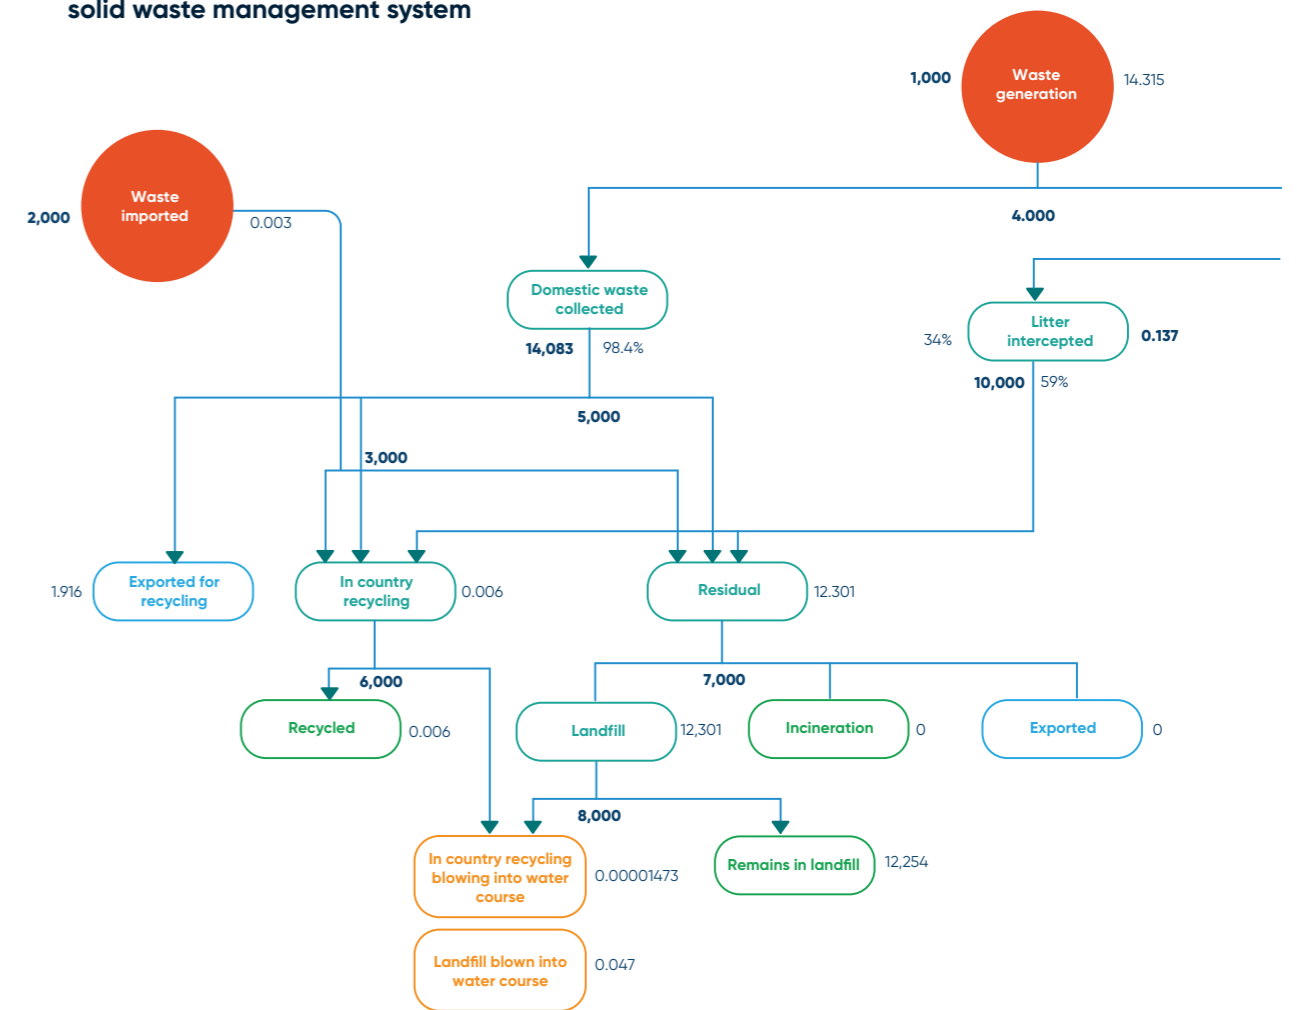 solid waste management system
1,000
Waste
generation
14.315
Waste
imported
2,000
0.003
4.000
Domestic waste
collected
14,083
98.4%
34%
Litter
intercepted
0.137
10,000
59%
5,000
3,000
1.916
Exported for
recycling
In country
recycling
0.006
Residual
12.301
6,000
7,000
Recycled
0.006
Landfill
12,301
Incineration
0
Exported
0
8,000
In country recycling
blowing into water
course
0.00001473
Remains in landfill
12,254
Landfill blown into
water course
0.047